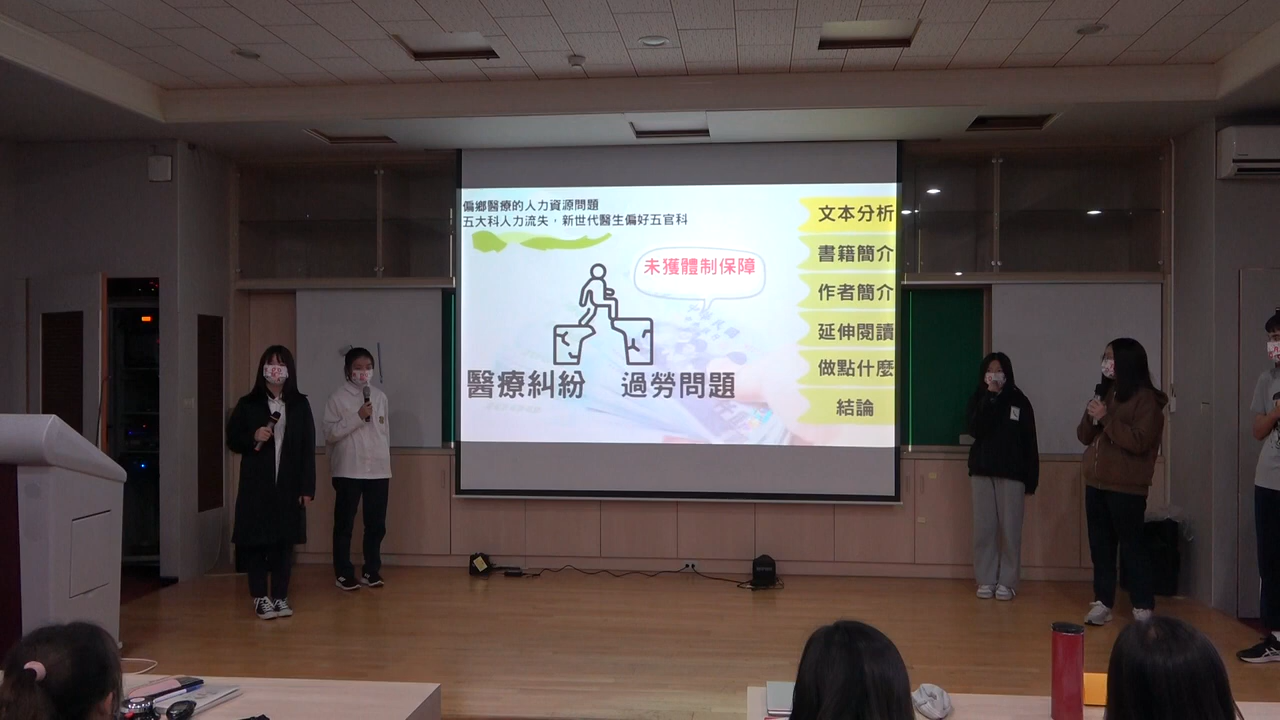 偏鄉醫療的人力資源問題
五大科人力流失，新世代醫生偏好五官科
未獲體制保障
醫療糾紛 過勞問題
文本分析
書籍簡介
作者簡介
延伸閱讀
做點什麼
結論